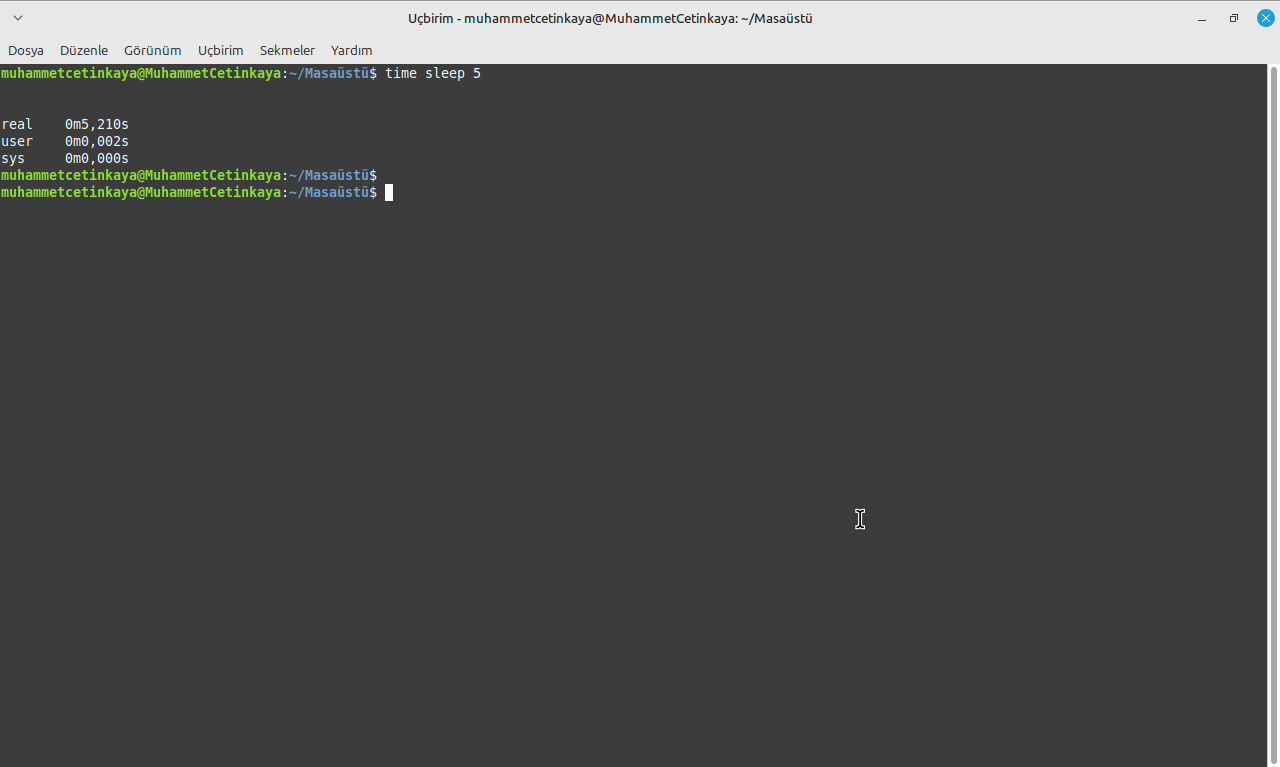 Uçbirim - muhammetcetinkaya@MuhammetCetinkaya: ~/Masaüstü
Dosya Düzenle Görünüm Uçbirim Sekmeler Yardım
muhammetcetinkaya@MuhammetCetinkaya:~/Masaüstü$ time sleep 5
real 0m5,210s
user 0m0,002s
sys 0m0,000s
muhammetcetinkaya@MuhammetCetinkaya:~/Masaüstü$
muhammetcetinkaya@MuhammetCetinkaya:~/Masaüstü$